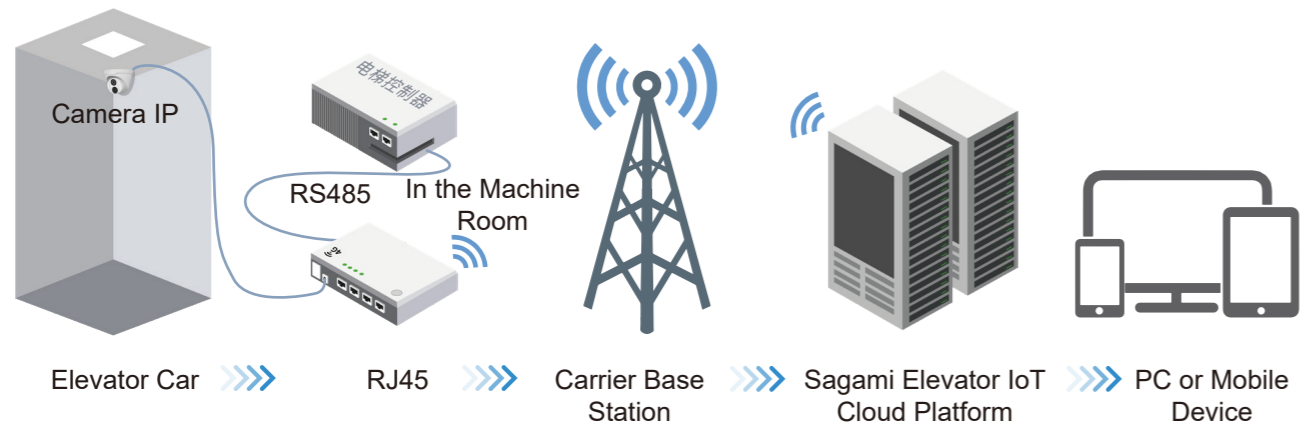 Camera IP
电梯控制器
RS485
In the Machine
Room
4G
Elevator Car
RJ45
Carrier Base
Station
Sagami Elevator IoT
Cloud Platform
PC or Mobile
Device